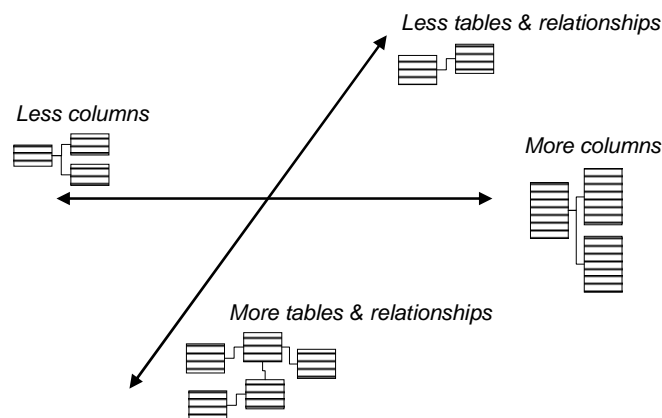 Less tables & relationships
Less columns
More columns
More tables & relationships